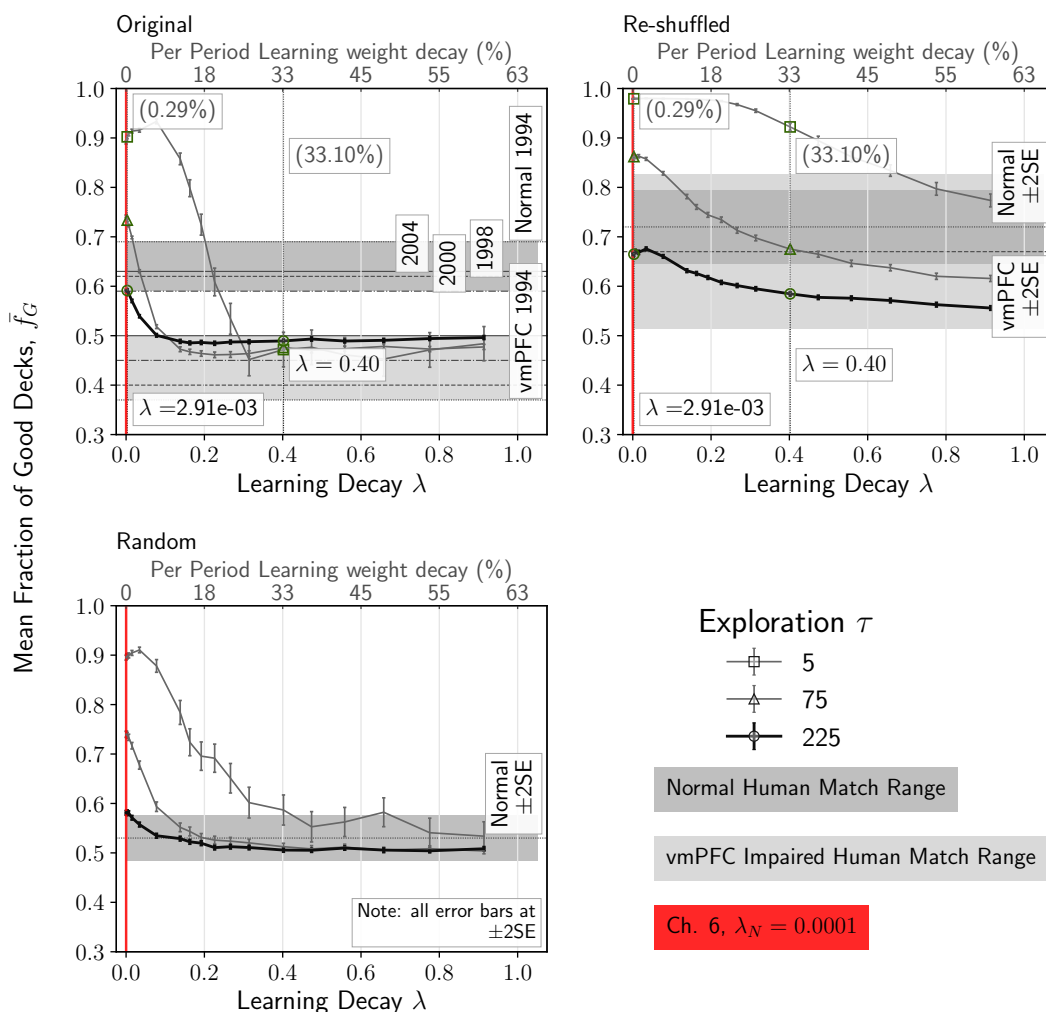 Original
Per Period Learning weight decay (%)
0 18 33 45 55 63
(0.29%)
(33.10%)
Normal 1994
2004
2000
1998
vmPFC 1994
λ = 0.40
λ =2.91e-03
1.0
0.9
0.8
0.7
0.6
0.5
0.4
0.3
0.0 0.2 0.4 0.6 0.8 1.0
Learning Decay λ
Re-shuffled
Per Period Learning weight decay (%)
0 18 33 45 55 63
(0.29%)
(33.10%)
Normal
±2SE
vmPFC
±2SE
λ = 0.40
λ =2.91e-03
1.0
0.9
0.8
0.7
0.6
0.5
0.4
0.3
0.0 0.2 0.4 0.6 0.8 1.0
Learning Decay λ
Mean Fraction of Good Decks, f̄_G
Random
Per Period Learning weight decay (%)
0 18 33 45 55 63
Normal
±2SE
Note: all error bars at
±2SE
1.0
0.9
0.8
0.7
0.6
0.5
0.4
0.3
0.0 0.2 0.4 0.6 0.8 1.0
Learning Decay λ
Exploration τ
5
75
225
Normal Human Match Range
vmPFC Impaired Human Match Range
Ch. 6, λ_N = 0.0001